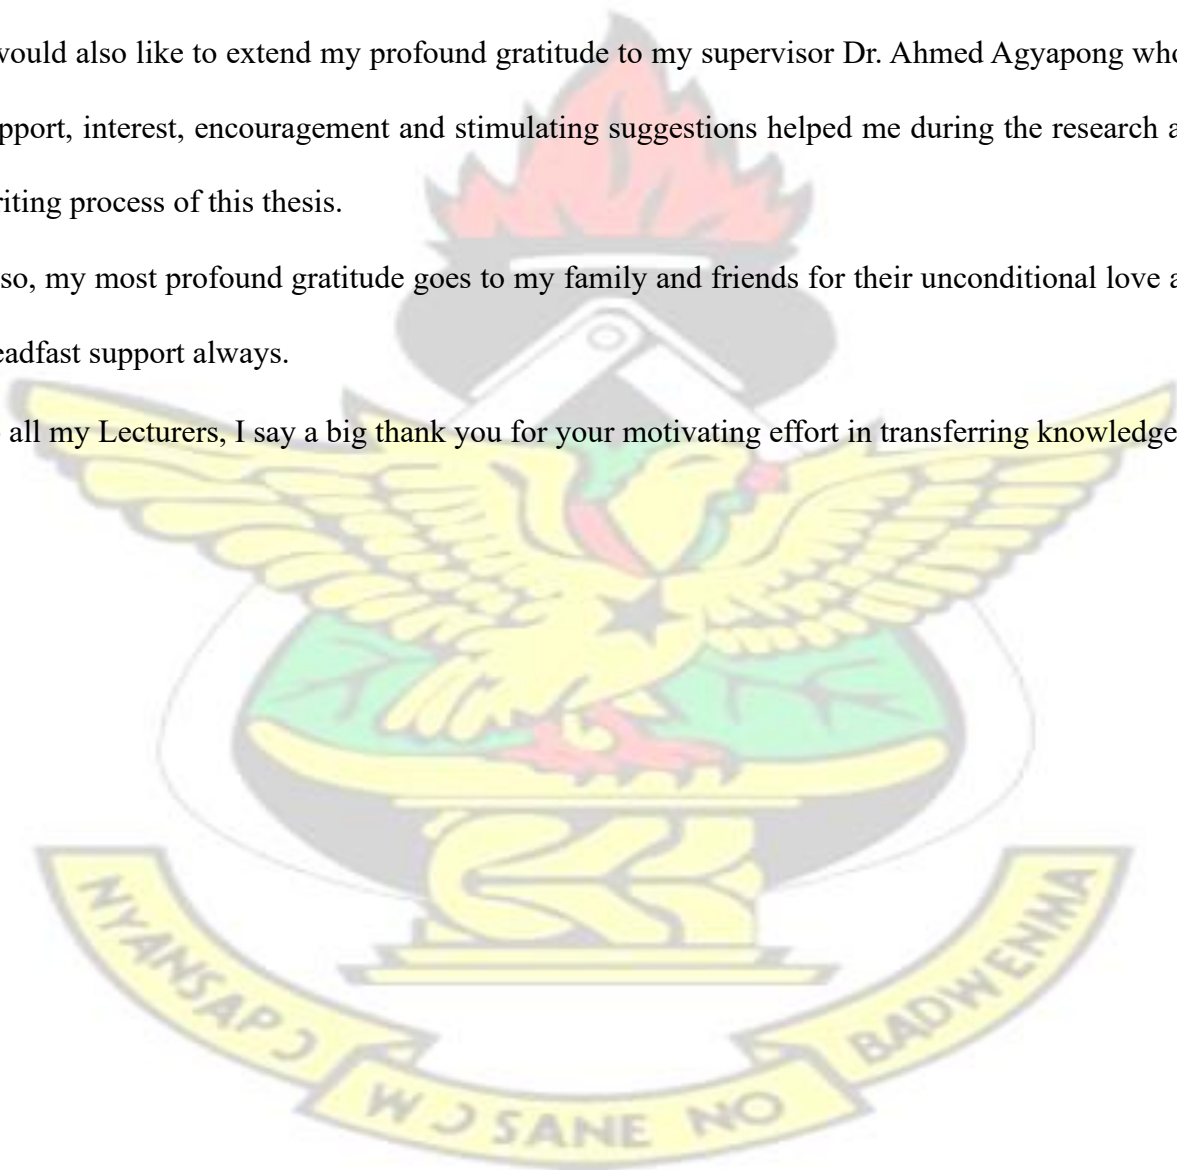 would also like to extend my profound gratitude to my supervisor Dr. Ahmed Agyapong who
pport, interest, encouragement and stimulating suggestions helped me during the research a
riting process of this thesis.
so, my most profound gratitude goes to my family and friends for their unconditional love a
eadfast support always.
all my Lecturers, I say a big thank you for your motivating effort in transferring knowledge
NYANSAPƆ
WƆSANE NO
BADWENMA